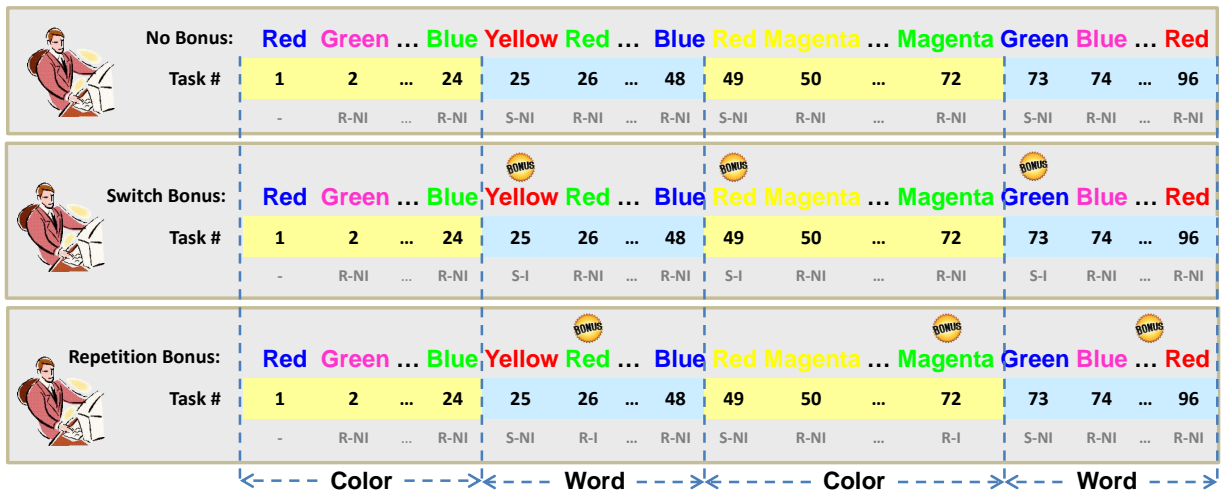 No Bonus: Red Green … Blue Yellow Red … Blue Red Magenta … Magenta Green Blue … Red
Task # 1 2 … 24 25 26 … 48 49 50 … 72 73 74 … 96
- R-NI … R-NI S-NI R-NI … R-NI S-NI R-NI … R-NI S-NI R-NI … R-NI
BONUS BONUS BONUS
Switch Bonus: Red Green … Blue Yellow Red … Blue Red Magenta … Magenta Green Blue … Red
Task # 1 2 … 24 25 26 … 48 49 50 … 72 73 74 … 96
- R-NI … R-NI S-I R-NI … R-NI S-I R-NI … R-NI S-I R-NI … R-NI
BONUS BONUS BONUS
Repetition Bonus: Red Green … Blue Yellow Red … Blue Red Magenta … Magenta Green Blue … Red
Task # 1 2 … 24 25 26 … 48 49 50 … 72 73 74 … 96
- R-NI … R-NI S-NI R-I … R-NI S-NI R-NI … R-I S-NI R-NI … R-NI
Color Word Color Word